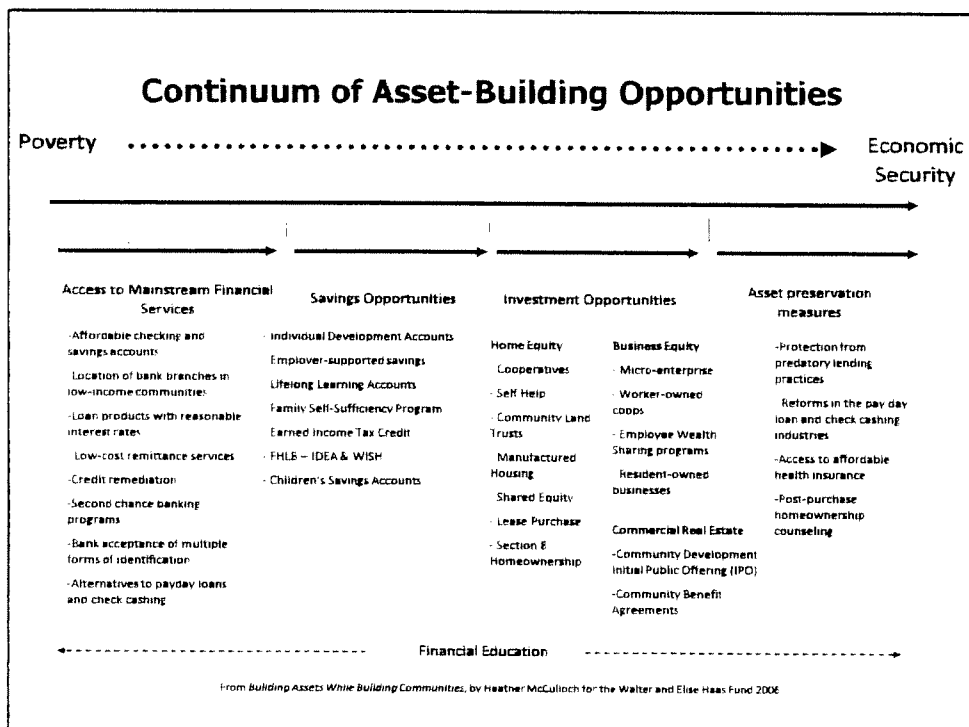 Continuum of Asset-Building Opportunities
Poverty
Economic
Security
Access to Mainstream Financial
Services
-Affordable checking and
savings accounts
Location of bank branches in
low-income communities
-Loan products with reasonable
interest rates
Low-cost remittance services
-Credit remediation
-Second chance banking
programs
-Bank acceptance of multiple
forms of identification
-Alternatives to payday loans
and check cashing
Savings Opportunities
- Individual Development Accounts
Employer-supported savings
Lifelong Learning Accounts
Family Self-Sufficiency Program
Earned Income Tax Credit
- FHLB – IDEA & WISH
- Children's Savings Accounts
Investment Opportunities
Home Equity
Cooperatives
- Self Help
- Community Land
Trusts
Manufactured
Housing
Shared Equity
- Lease Purchase
- Section 8
Homeownership
Business Equity
- Micro-enterprise
- Worker-owned
coops
- Employee Wealth
Sharing programs
Resident-owned
businesses
Commercial Real Estate
-Community Development
Initial Public Offering (IPO)
-Community Benefit
Agreements
Asset preservation
measures
-Protection from
predatory lending
practices
Reforms in the pay day
loan and check cashing
industries
-Access to affordable
health insurance
-Post-purchase
homeownership
counseling
Financial Education
From Building Assets While Building Communities, by Heather McCulloch for the Walter and Elise Haas Fund 2006